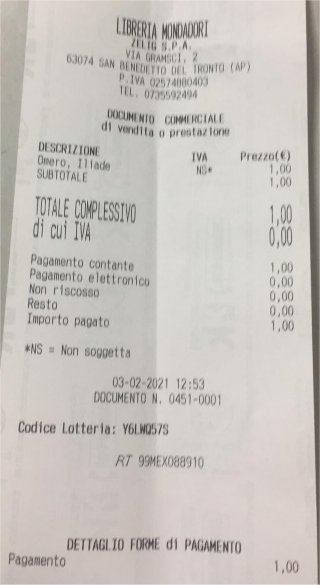 LIBRERIA MONDADORI
ZELIG S.P.A.
VIA GRAMSCI, 2
63074 SAN BENEDETTO DEL TRONTO (AP)
P.IVA 02574880403
TEL. 0735592494
DOCUMENTO COMMERCIALE
di vendita o prestazione
DESCRIZIONE IVA Prezzo(€)
Omero, Iliade NS* 1,00
SUBTOTALE 1,00
TOTALE COMPLESSIVO 1,00
di cui IVA 0,00
Pagamento contante 1,00
Pagamento elettronico 0,00
Non riscosso 0,00
Resto 0,00
Importo pagato 1,00
*NS = Non soggetta
03-02-2021 12:53
DOCUMENTO N. 0451-0001
Codice Lotteria: Y6LWQ57S
RT 99MEX088910
DETTAGLIO FORME di PAGAMENTO
Pagamento 1,00